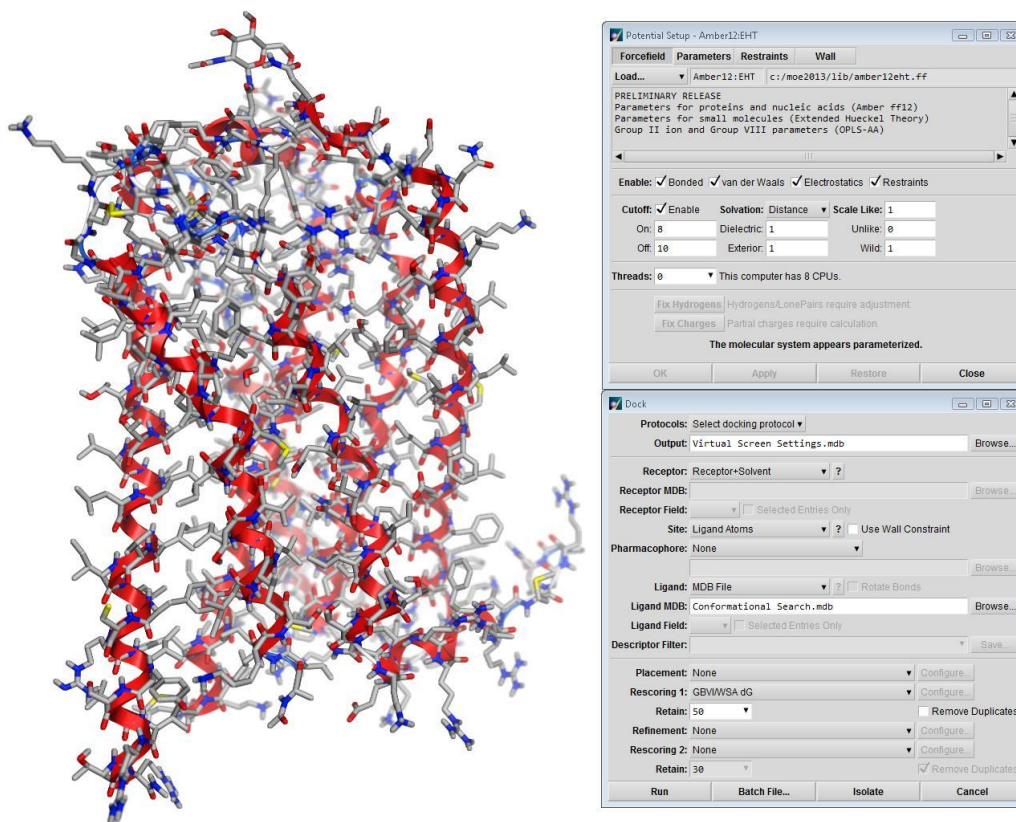 Potential Setup - Amber12:EHT
Forcefield Parameters Restraints Wall
Load... Amber12:EHT c:/moe2013/lib/amber12eht.ff
PRELIMINARY RELEASE
Parameters for proteins and nucleic acids (Amber ff12)
Parameters for small molecules (Extended Hueckel Theory)
Group II ion and Group VIII parameters (OPLS-AA)
Enable: Bonded van der Waals Electrostatics Restraints
Cutoff: Enable Solvation: Distance Scale Like: 1
On: 8 Dielectric: 1 Unlike: 0
Off: 10 Exterior: 1 Wild: 1
Threads: 0 This computer has 8 CPUs.
Fix Hydrogens Hydrogens/LonePairs require adjustment.
Fix Charges Partial charges require calculation.
The molecular system appears parameterized.
OK Apply Restore Close
Dock
Protocols: Select docking protocol
Output: Virtual Screen Settings.mdb Browse...
Receptor: Receptor+Solvent ?
Receptor MDB: Browse...
Receptor Field: Selected Entries Only
Site: Ligand Atoms ? Use Wall Constraint
Pharmacophore: None
Browse...
Ligand: MDB File ? Rotate Bonds
Ligand MDB: Conformational Search.mdb Browse...
Ligand Field: Selected Entries Only
Descriptor Filter: Save...
Placement: None Configure...
Rescoring 1: GBVI/WSA dG Configure...
Retain: 50 Remove Duplicates
Refinement: None Configure...
Rescoring 2: None Configure...
Retain: 30 Remove Duplicates
Run Batch File... Isolate Cancel